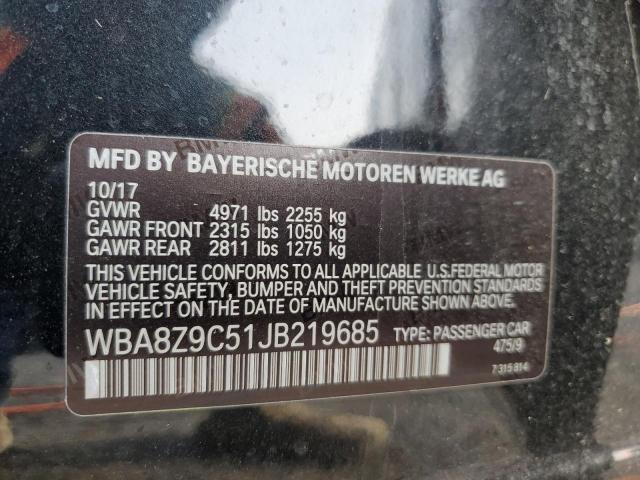 MFD BY BAYERISCHE MOTOREN WERKE AG
10/17
GVWR 4971 lbs 2255 kg
GAWR FRONT 2315 lbs 1050 kg
GAWR REAR 2811 lbs 1275 kg
THIS VEHICLE CONFORMS TO ALL APPLICABLE U.S.FEDERAL MOTOR
VEHICLE SAFETY, BUMPER AND THEFT PREVENTION STANDARDS
IN EFFECT ON THE DATE OF MANUFACTURE SHOWN ABOVE.
WBA8Z9C51JB219685 TYPE: PASSENGER CAR
475/9
7 315 814